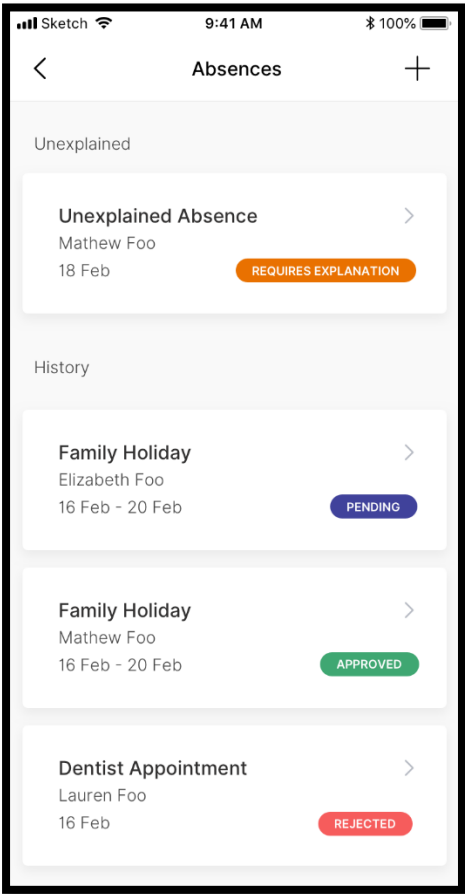 Sketch 9:41 AM 100%
Absences
Unexplained
Unexplained Absence
Mathew Foo
18 Feb REQUIRES EXPLANATION
History
Family Holiday
Elizabeth Foo
16 Feb - 20 Feb PENDING
Family Holiday
Mathew Foo
16 Feb - 20 Feb APPROVED
Dentist Appointment
Lauren Foo
16 Feb REJECTED